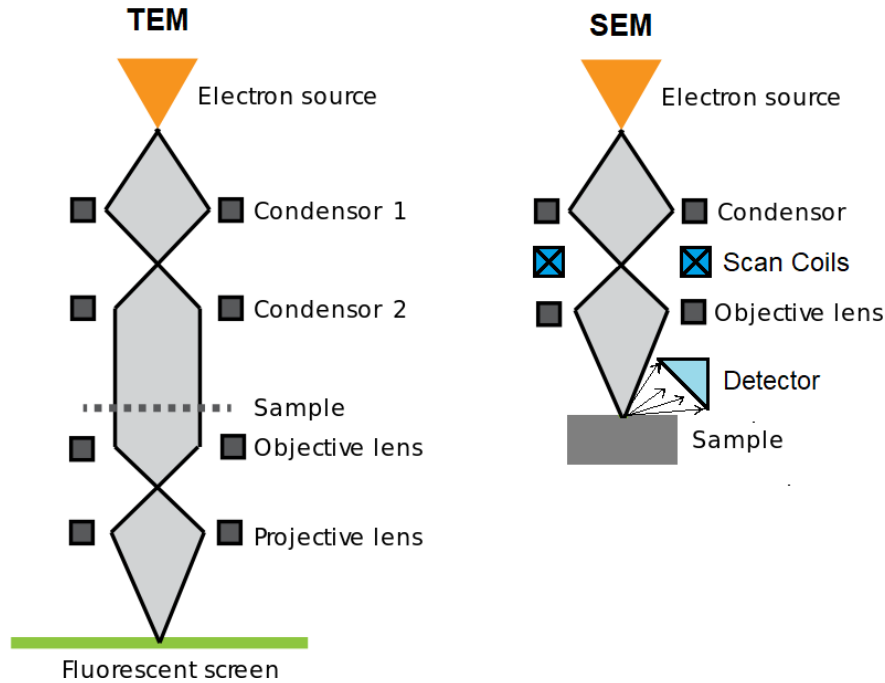 TEM
Electron source
Condensor 1
Condensor 2
Sample
Objective lens
Projective lens
Fluorescent screen
SEM
Electron source
Condensor
Scan Coils
Objective lens
Detector
Sample